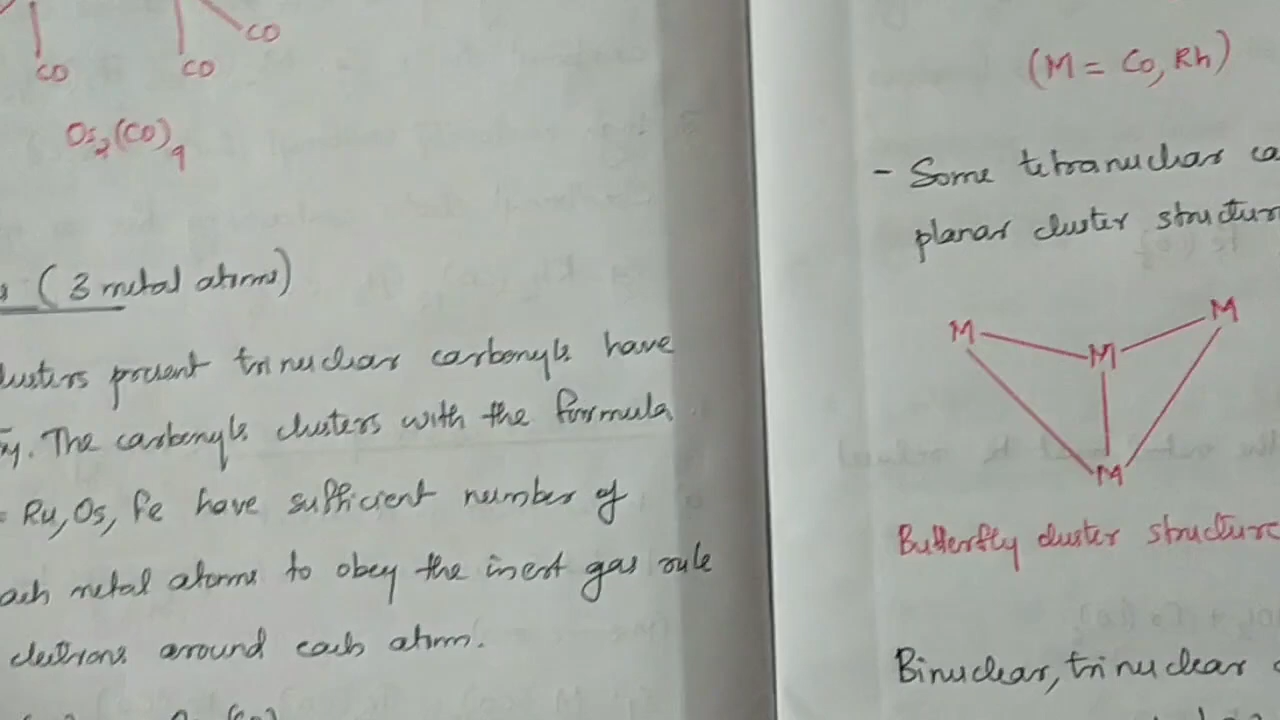 CO
CO CO
Os2(CO)9
(3 metal atoms)
present trinuclear carbonyls have
The carbonyls clusters with the formula
Ru, Os, Fe have sufficient number of
metal atoms to obey the inert gas rule
electrons around each atom.
(M = Co, Rh)
- Some tetranuclear
planar cluster
M M
M
M
Butterfly cluster structure
Binuclear, trinuclear